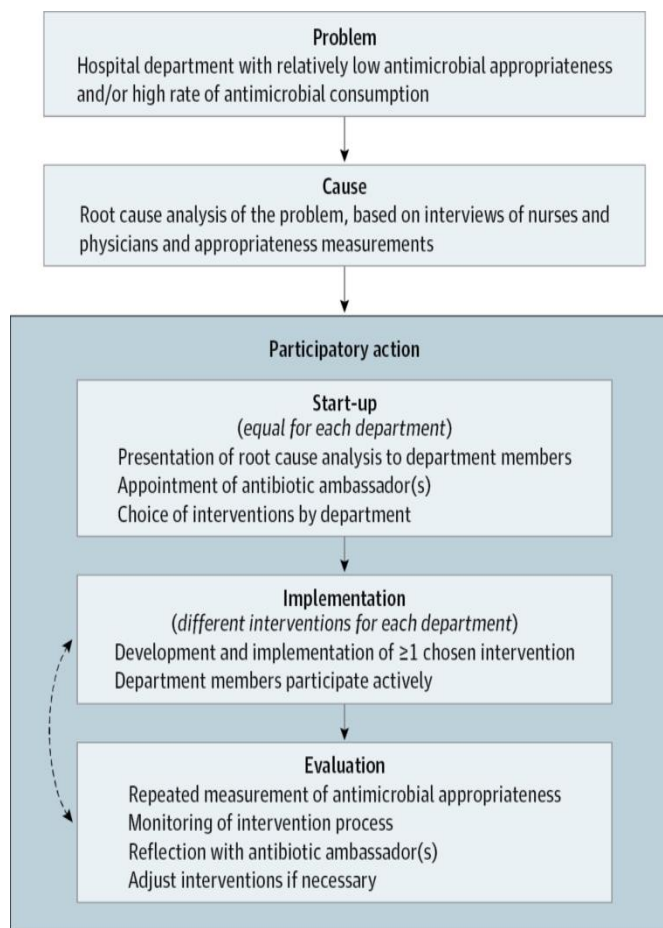 Problem
Hospital department with relatively low antimicrobial appropriateness
and/or high rate of antimicrobial consumption
Cause
Root cause analysis of the problem, based on interviews of nurses and
physicians and appropriateness measurements
Participatory action
Start-up
(equal for each department)
Presentation of root cause analysis to department members
Appointment of antibiotic ambassador(s)
Choice of interventions by department
Implementation
(different interventions for each department)
Development and implementation of ≥1 chosen intervention
Department members participate actively
Evaluation
Repeated measurement of antimicrobial appropriateness
Monitoring of intervention process
Reflection with antibiotic ambassador(s)
Adjust interventions if necessary